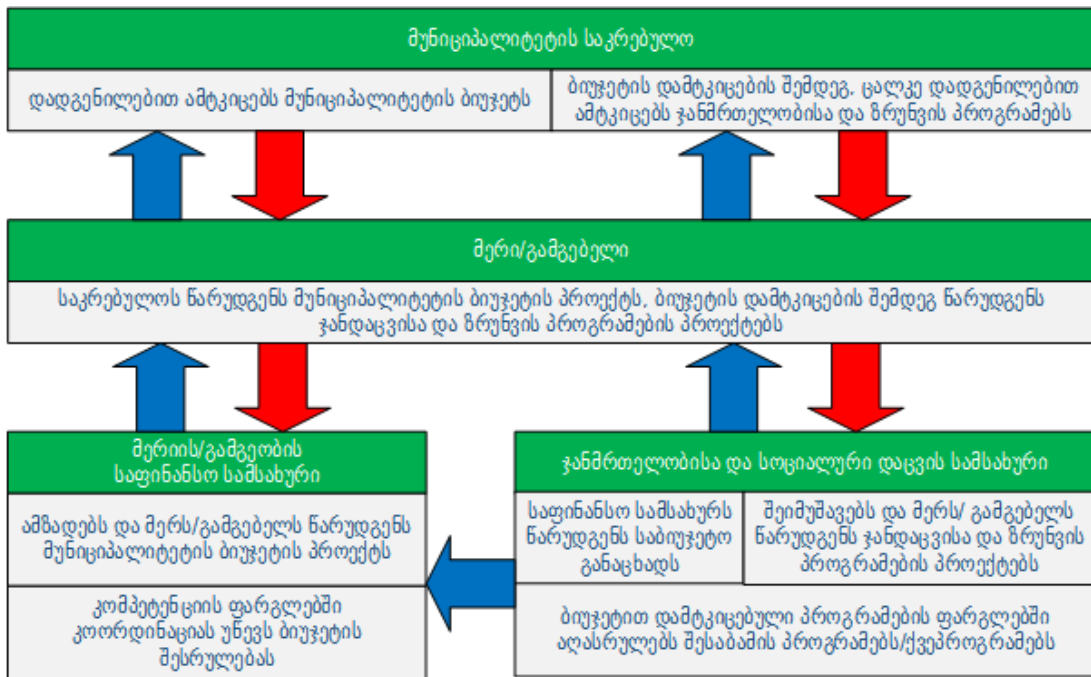 მუნიციპალიტეტის საკრებულო
დადგენილებით ამტკიცებს მუნიციპალიტეტის ბიუჯეტს
ბიუჯეტის დამტკიცების შემდეგ, ცალკე დადგენილებით
ამტკიცებს ჯანმრთელობისა და ზრუნვის პროგრამებს
მერი/გამგებელი
საკრებულოს წარუდგენს მუნიციპალიტეტის ბიუჯეტის პროექტს, ბიუჯეტის დამტკიცების შემდეგ წარუდგენს
ჯანდაცვისა და ზრუნვის პროგრამების პროექტებს
მერიის/გამგეობის
საფინანსო სამსახური
ამზადებს და მერს/გამგებელს წარუდგენს
მუნიციპალიტეტის ბიუჯეტის პროექტს
კომპეტენციის ფარგლებში
კოორდინაციას უწევს ბიუჯეტის
შესრულებას
ჯანმრთელობისა და სოციალური დაცვის სამსახური
საფინანსო სამსახურს
წარუდგენს საბიუჯეტო
განაცხადს
შეიმუშავებს და მერს/ გამგებელს
წარუდგენს ჯანდაცვისა და ზრუნვის
პროგრამების პროექტებს
ბიუჯეტით დამტკიცებული პროგრამების ფარგლებში
აღასრულებს შესაბამის პროგრამებს/ქვეპროგრამებს